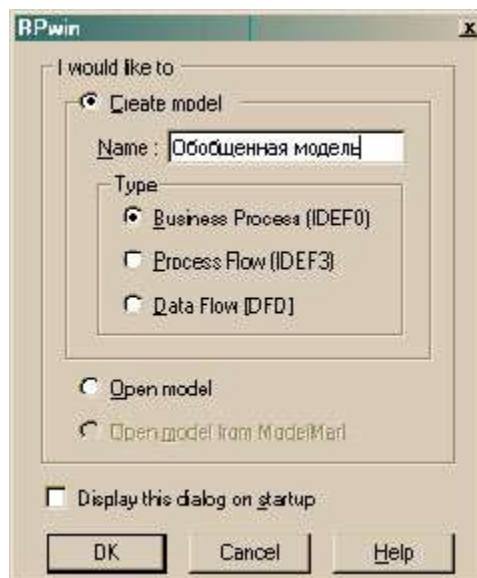 BPwin
I would like to
Create model
Name : Обобщенная модель
Type
Business Process (IDEF0)
Process Flow (IDEF3)
Data Flow (DFD)
Open model
Open model from ModelMart
Display this dialog on startup
OK Cancel Help